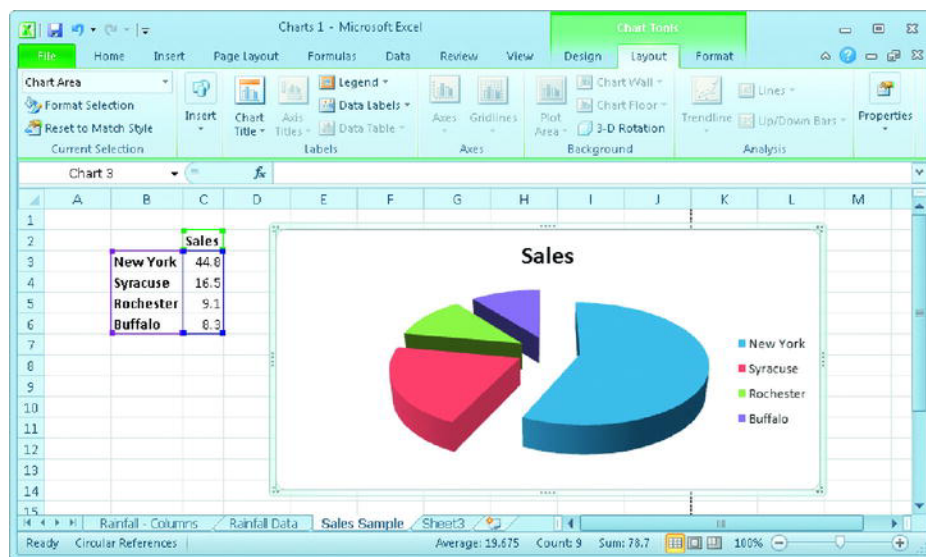 Charts 1 - Microsoft Excel
Chart Tools
File Home Insert Page Layout Formulas Data Review View Design Layout Format
Chart Area
Format Selection
Reset to Match Style
Current Selection
Insert
Chart Title
Axis Titles
Legend
Data Labels
Data Table
Labels
Axes Gridlines
Axes
Plot Area
Chart Wall
Chart Floor
3-D Rotation
Background
Trendline
Lines
Up/Down Bars
Analysis
Properties
Chart 3 fx
A B C D E F G H I J K L M
1
2 Sales
3 New York 44.8
4 Syracuse 16.5
5 Rochester 9.1
6 Buffalo 8.3
7
8
9
10
11
12
13
14
15
Sales
New York
Syracuse
Rochester
Buffalo
Rainfall - Columns Rainfall Data Sales Sample Sheet3
Ready Circular References Average: 19.675 Count: 9 Sum: 78.7 100%